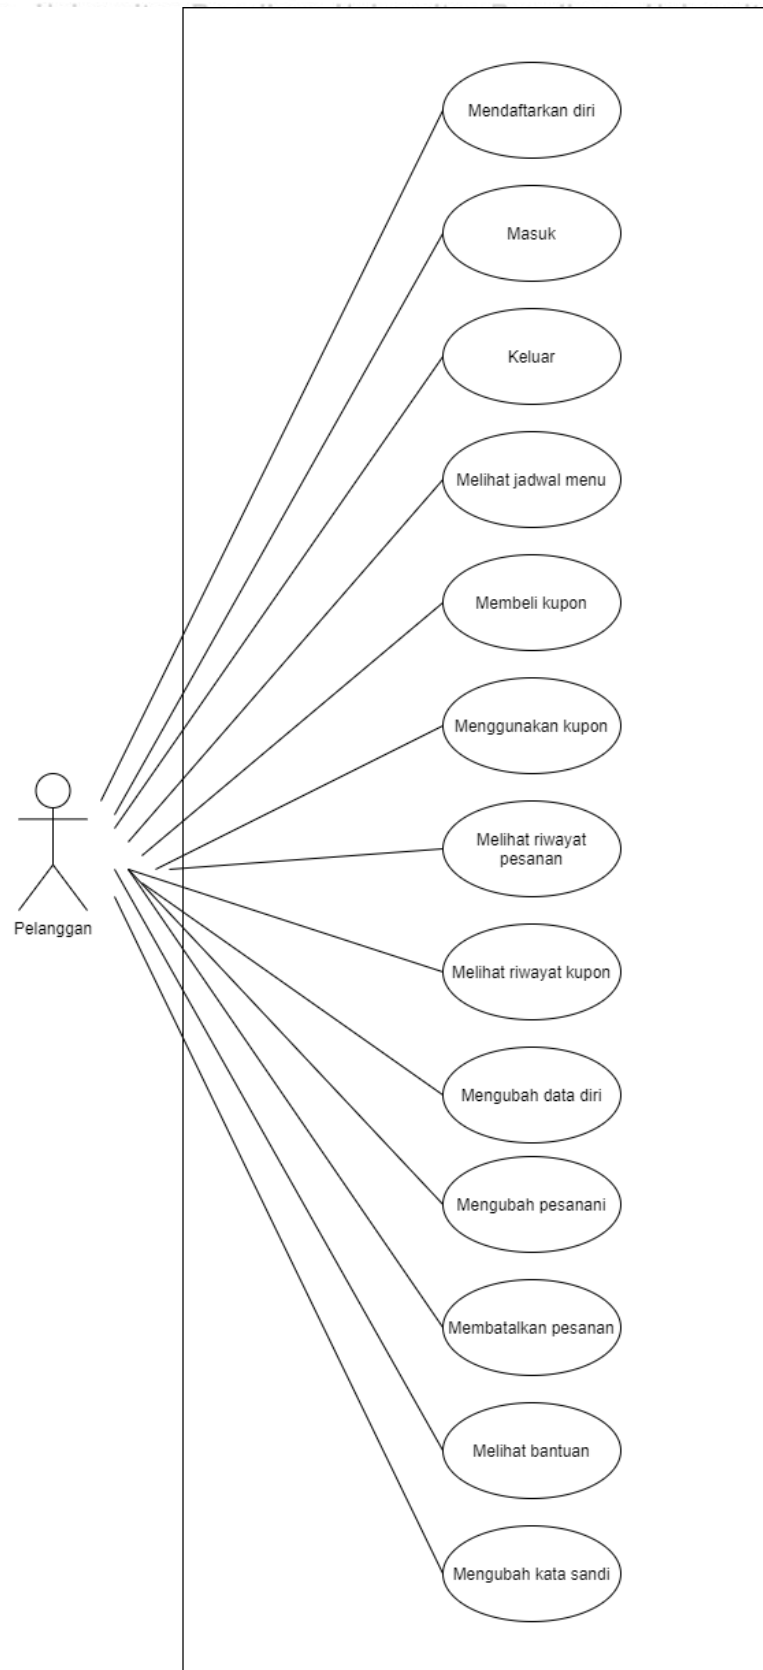 Mendaftarkan diri
Masuk
Keluar
Melihat jadwal menu
Membeli kupon
Menggunakan kupon
Melihat riwayat
pesanan
Pelanggan
Melihat riwayat kupon
Mengubah data diri
Mengubah pesanani
Membatalkan pesanan
Melihat bantuan
Mengubah kata sandi